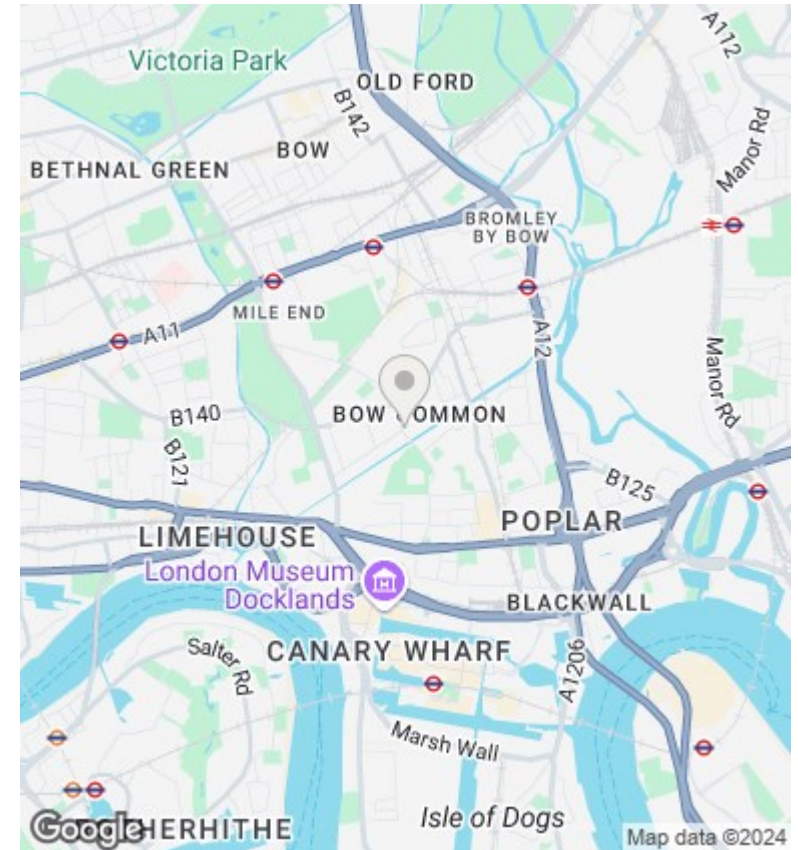 A112
Victoria Park
OLD FORD
B142
BOW
Manor Rd
BETHNAL GREEN
BROMLEY
BY BOW
MILE END
A11
A12
Manor Rd
B140
BOW COMMON
B121
B125
LIMEHOUSE
POPLAR
London Museum
Docklands
BLACKWALL
Salter Rd
CANARY WHARF
A1206
Marsh Wall
Isle of Dogs
Google
HERHITHE
Map data ©2024